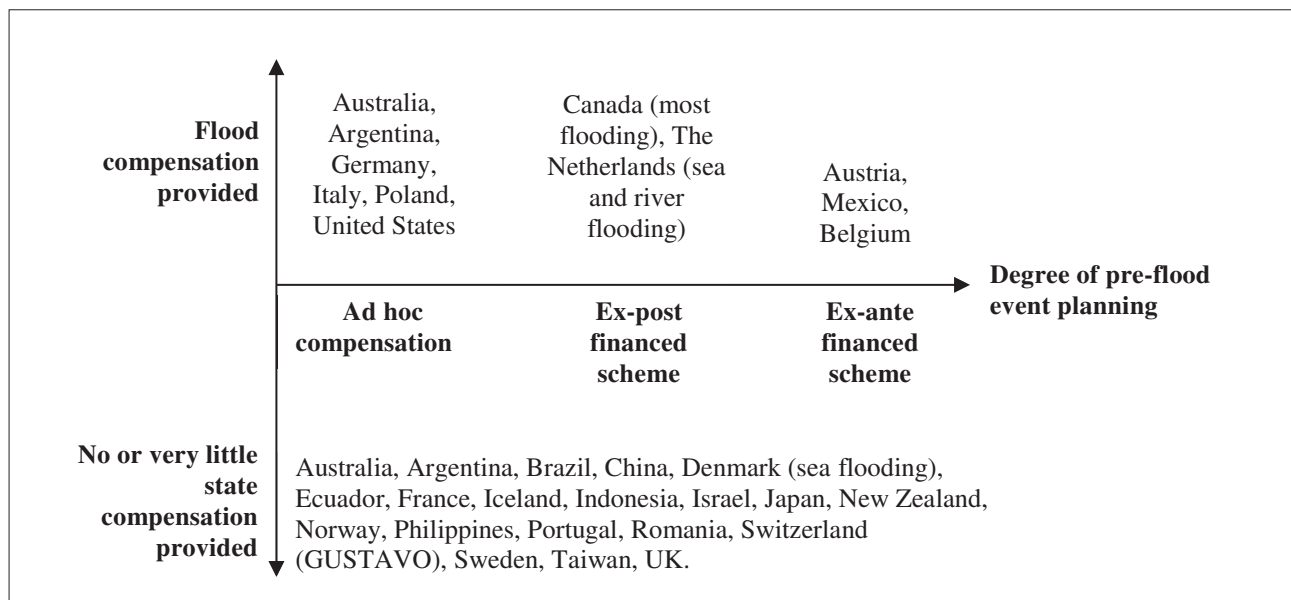 Flood
compensation
provided
Australia,
Argentina,
Germany,
Italy, Poland,
United States
Canada (most
flooding), The
Netherlands (sea
and river
flooding)
Austria,
Mexico,
Belgium
Degree of pre-flood
event planning
Ad hoc
compensation
Ex-post
financed
scheme
Ex-ante
financed
scheme
No or very little
state
compensation
provided
Australia, Argentina, Brazil, China, Denmark (sea flooding),
Ecuador, France, Iceland, Indonesia, Israel, Japan, New Zealand,
Norway, Philippines, Portugal, Romania, Switzerland
(GUSTAVO), Sweden, Taiwan, UK.